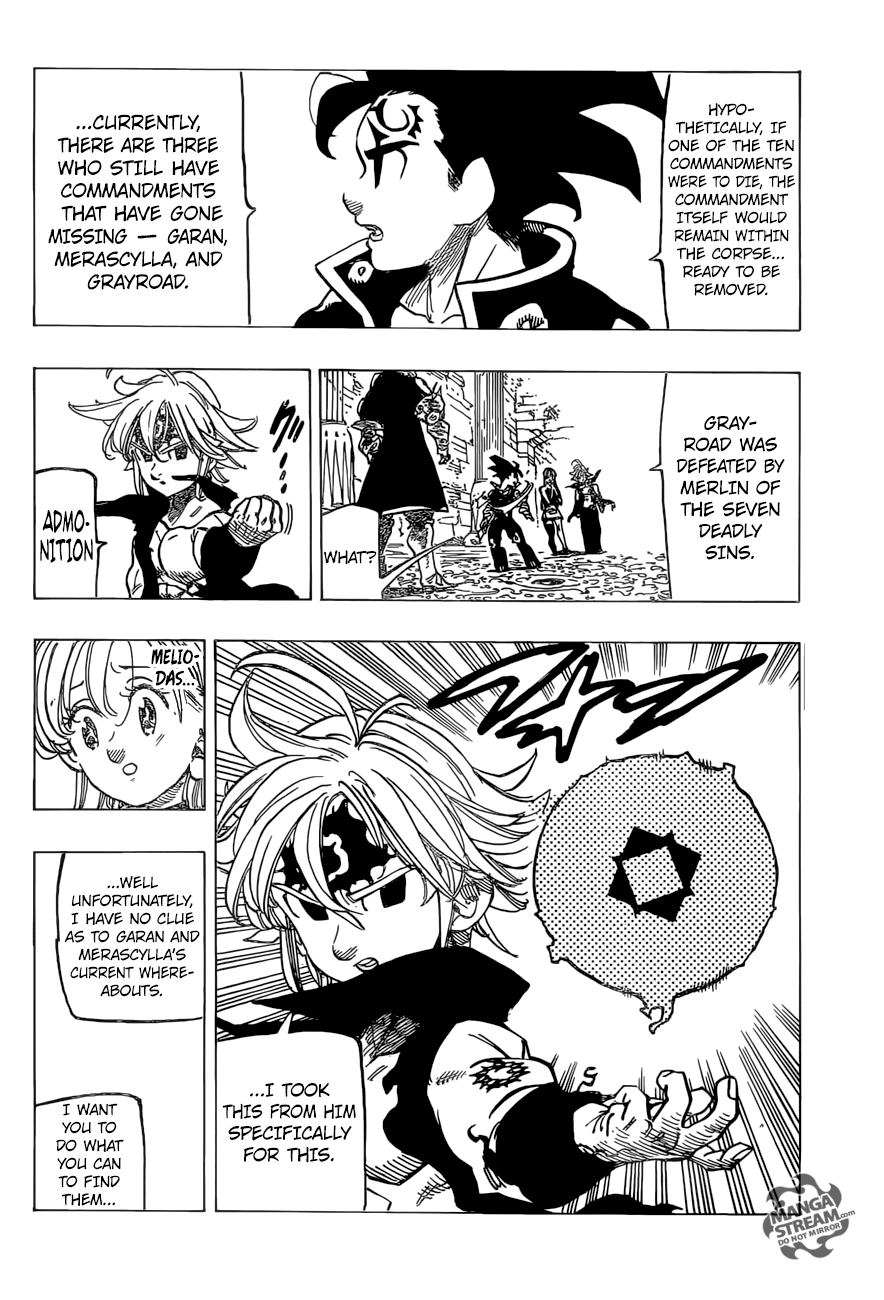 HYPO-
THETICALLY, IF
ONE OF THE TEN
COMMANDMENTS
WERE TO DIE, THE
COMMANDMENT
ITSELF WOULD
REMAIN WITHIN
THE CORPSE...
READY TO BE
REMOVED.
...CURRENTLY,
THERE ARE THREE
WHO STILL HAVE
COMMANDMENTS
THAT HAVE GONE
MISSING — GARAN,
MERASCYLLA, AND
GRAYROAD.
GRAY-
ROAD WAS
DEFEATED BY
MERLIN OF
THE SEVEN
DEADLY
SINS.
WHAT?
ADMO-
NITION
...I TOOK
THIS FROM HIM
SPECIFICALLY
FOR THIS.
MELIO-
DAS...!
...WELL
UNFORTUNATELY,
I HAVE NO CLUE
AS TO GARAN AND
MERASCYLLA'S
CURRENT WHERE-
ABOUTS.
I WANT
YOU TO
DO WHAT
YOU CAN
TO FIND
THEM...
MANGA
STREAM.com
DO NOT MIRROR